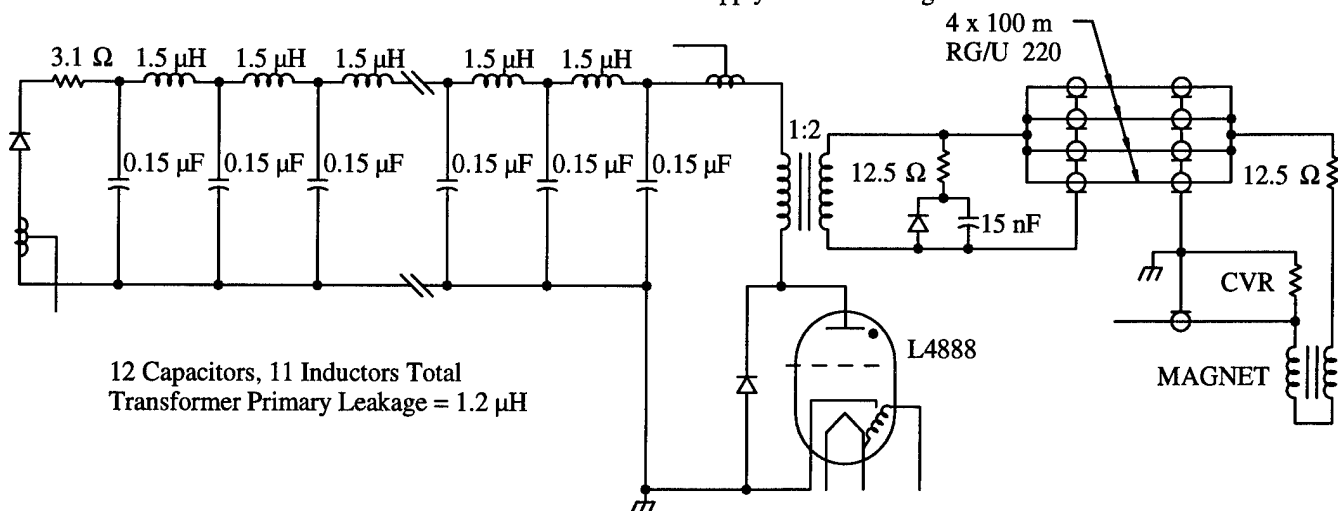 4 x 100 m
RG/U 220
3.1 Ω
1.5 μH
1.5 μH
1.5 μH
1.5 μH
1.5 μH
1:2
0.15 μF
0.15 μF
0.15 μF
0.15 μF
0.15 μF
0.15 μF
12.5 Ω
12.5 Ω
15 nF
CVR
L4888
MAGNET
12 Capacitors, 11 Inductors Total
Transformer Primary Leakage = 1.2 μH